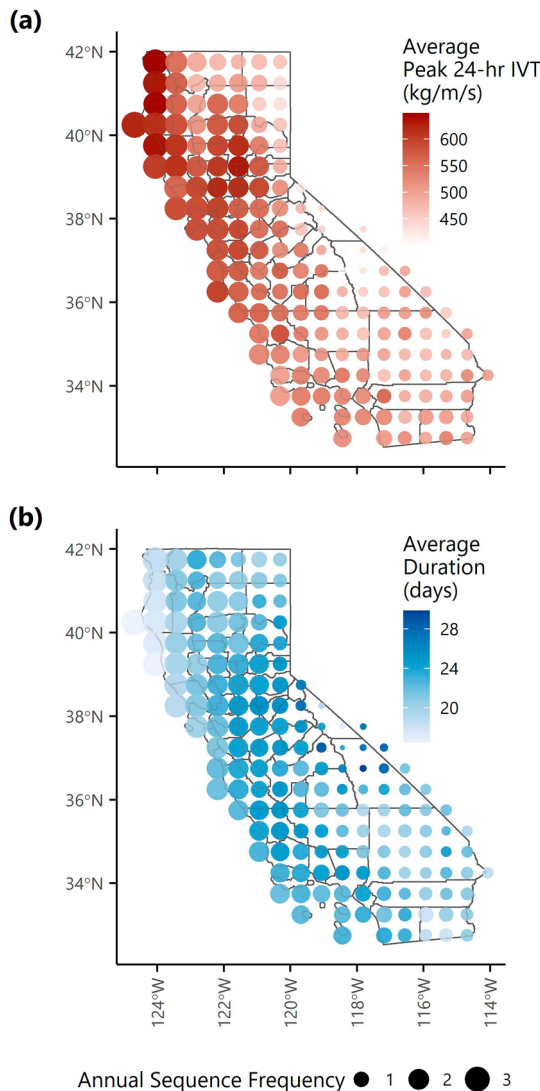 (a)
Average
Peak 24-hr IVT
(kg/m/s)
600
550
500
450
42°N
40°N
38°N
36°N
34°N
(b)
Average
Duration
(days)
28
24
20
42°N
40°N
38°N
36°N
34°N
124°W
122°W
120°W
118°W
116°W
114°W
Annual Sequence Frequency 1 2 3